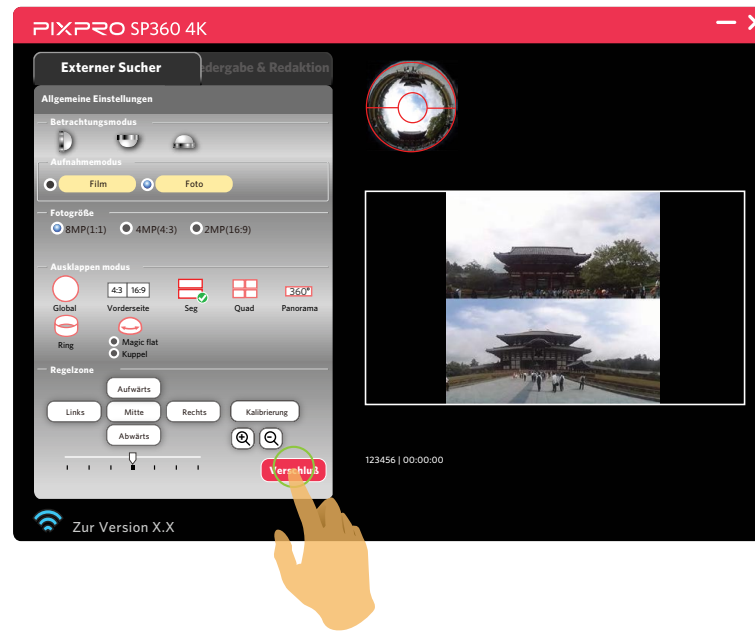 PIXPRO SP360 4K
Externer Sucher
edergabe & Redaktion
Allgemeine Einstellungen
Betrachtungsmodus
Aufnahmemodus
Film Foto
Fotogröße
8MP(1:1) 4MP(4:3) 2MP(16:9)
Ausklappen modus
4:3 16:9 360°
Global Vorderseite Seg Quad Panorama
Ring
Magic flat
Kuppel
Regelzone
Aufwärts
Links Mitte Rechts Kalibrierung
Abwärts
Verschluß
123456 | 00:00:00
Zur Version X.X